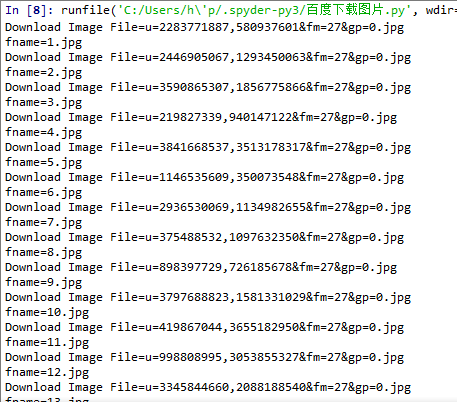 In [8]: runfile('C:/Users/h\'p/.spyder-py3/百度下载图片.py', wdir=
Download Image File=u=2283771887,580937601&fm=27&gp=0.jpg
fname=1.jpg
Download Image File=u=2446905067,1293450063&fm=27&gp=0.jpg
fname=2.jpg
Download Image File=u=3590865307,1856775866&fm=27&gp=0.jpg
fname=3.jpg
Download Image File=u=219827339,940147122&fm=27&gp=0.jpg
fname=4.jpg
Download Image File=u=3841668537,3513178317&fm=27&gp=0.jpg
fname=5.jpg
Download Image File=u=1146535609,350073548&fm=27&gp=0.jpg
fname=6.jpg
Download Image File=u=2936530069,1134982655&fm=27&gp=0.jpg
fname=7.jpg
Download Image File=u=375488532,1097632350&fm=27&gp=0.jpg
fname=8.jpg
Download Image File=u=898397729,726185678&fm=27&gp=0.jpg
fname=9.jpg
Download Image File=u=3797688823,1581331029&fm=27&gp=0.jpg
fname=10.jpg
Download Image File=u=419867044,3655182950&fm=27&gp=0.jpg
fname=11.jpg
Download Image File=u=998808995,3053855327&fm=27&gp=0.jpg
fname=12.jpg
Download Image File=u=3345844660,2088188540&fm=27&gp=0.jpg
fname=13.jpg